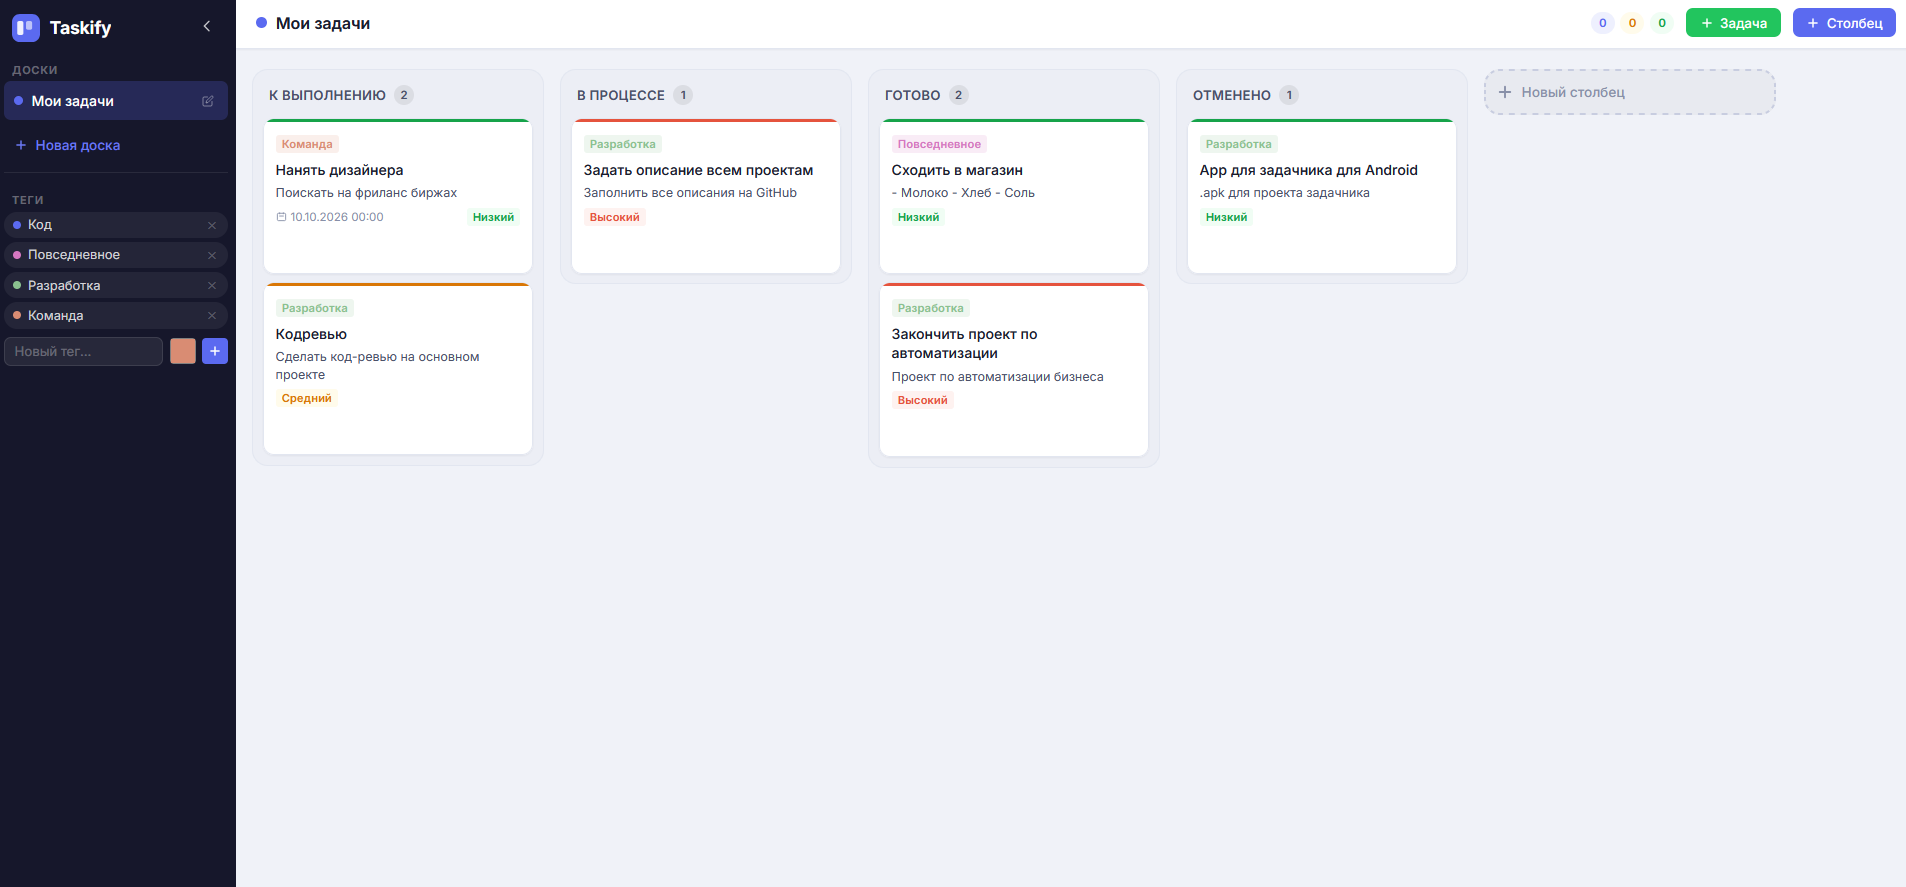 Taskify
ДОСКИ
Мои задачи
+ Новая доска
ТЕГИ
Код
Повседневное
Разработка
Команда
Новый тег...
Мои задачи
0 0 0
+ Задача
+ Столбец
К ВЫПОЛНЕНИЮ 2
Команда
Нанять дизайнера
Поискать на фриланс биржах
10.10.2026 00:00
Низкий
Разработка
Кодревью
Сделать код-ревью на основном
проекте
Средний
В ПРОЦЕССЕ 1
Разработка
Задать описание всем проектам
Заполнить все описания на GitHub
Высокий
ГОТОВО 2
Повседневное
Сходить в магазин
- Молоко - Хлеб - Соль
Низкий
Разработка
Закончить проект по
автоматизации
Проект по автоматизации бизнеса
Высокий
ОТМЕНЕНО 1
Разработка
App для задачника для Android
.apk для проекта задачника
Низкий
+ Новый столбец